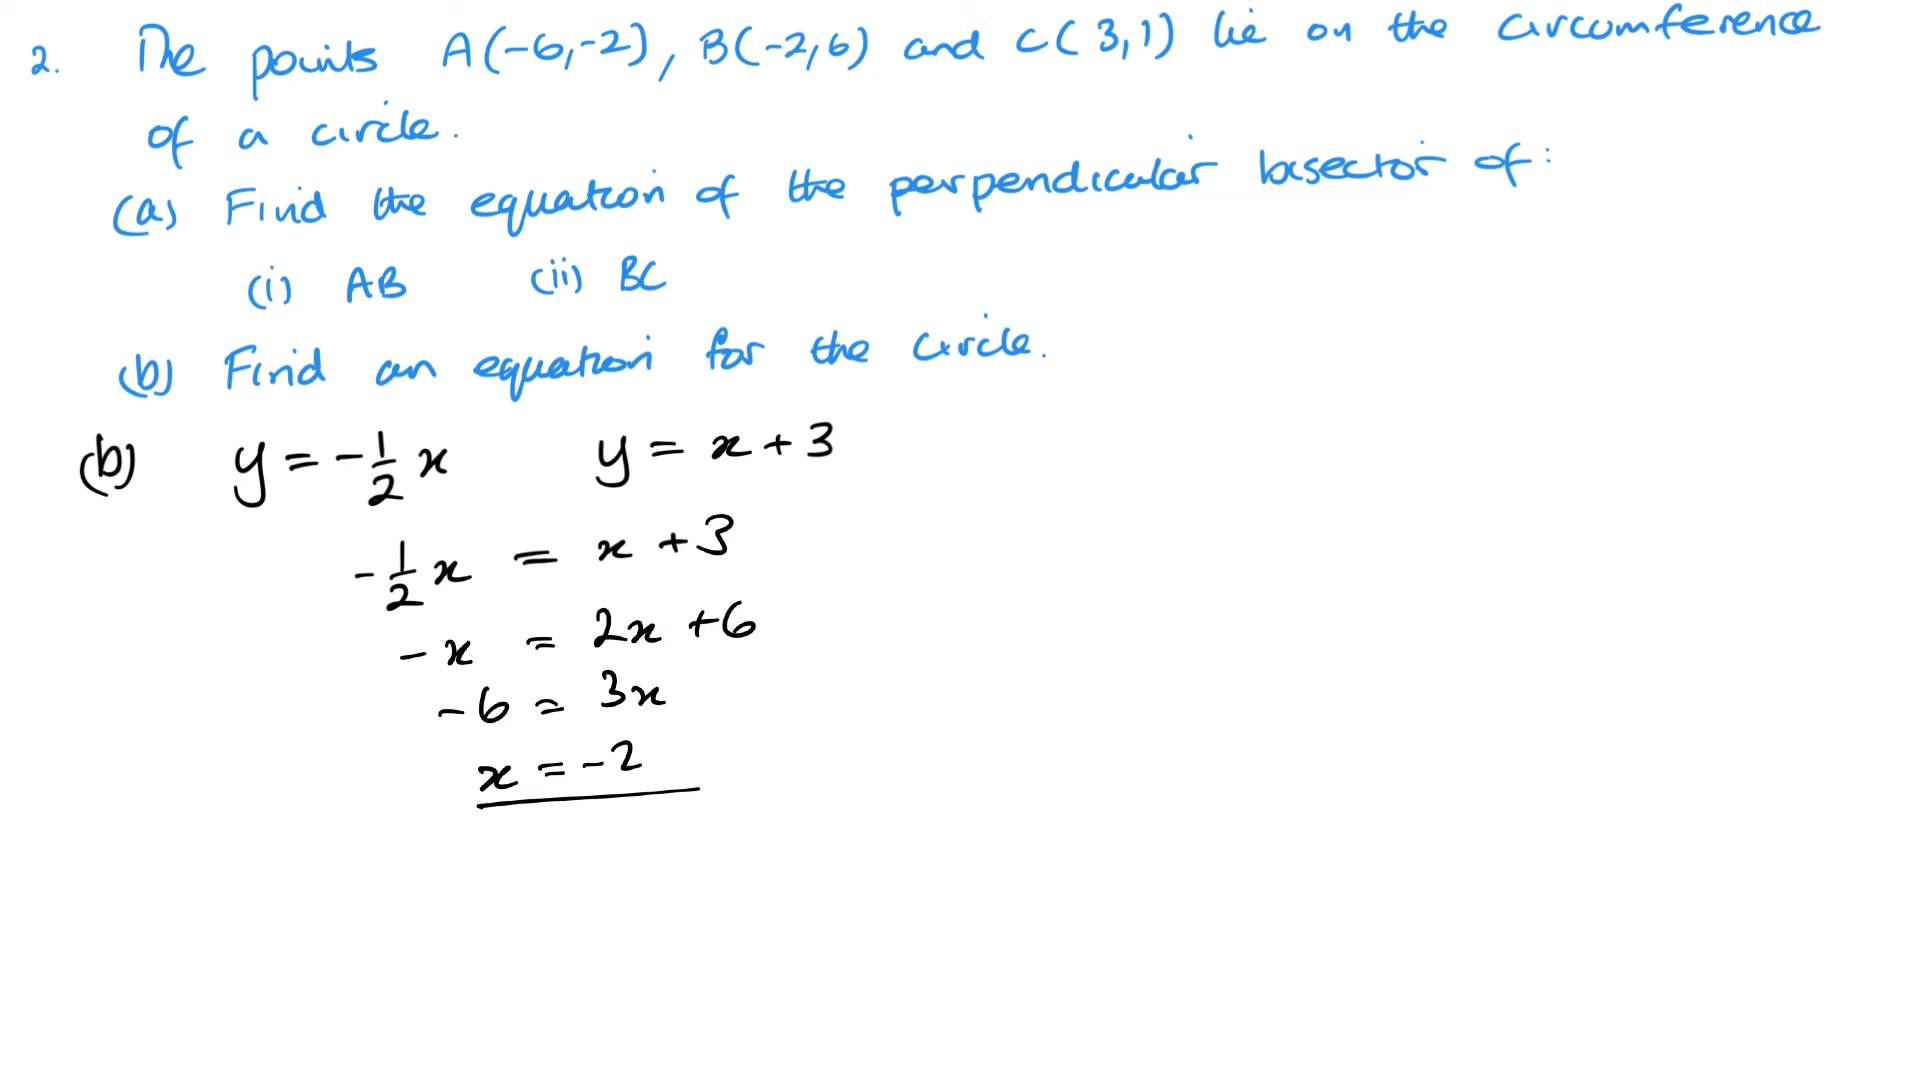 2. The points A(-6,-2), B(-2,6) and C(3,1) lie on the circumference
of a circle.
(a) Find the equation of the perpendicular bisector of:
(i) AB (ii) BC
(b) Find an equation for the circle.
(b) y = -1/2 x y = x + 3
-1/2 x = x + 3
-x = 2x + 6
-6 = 3x
x = -2